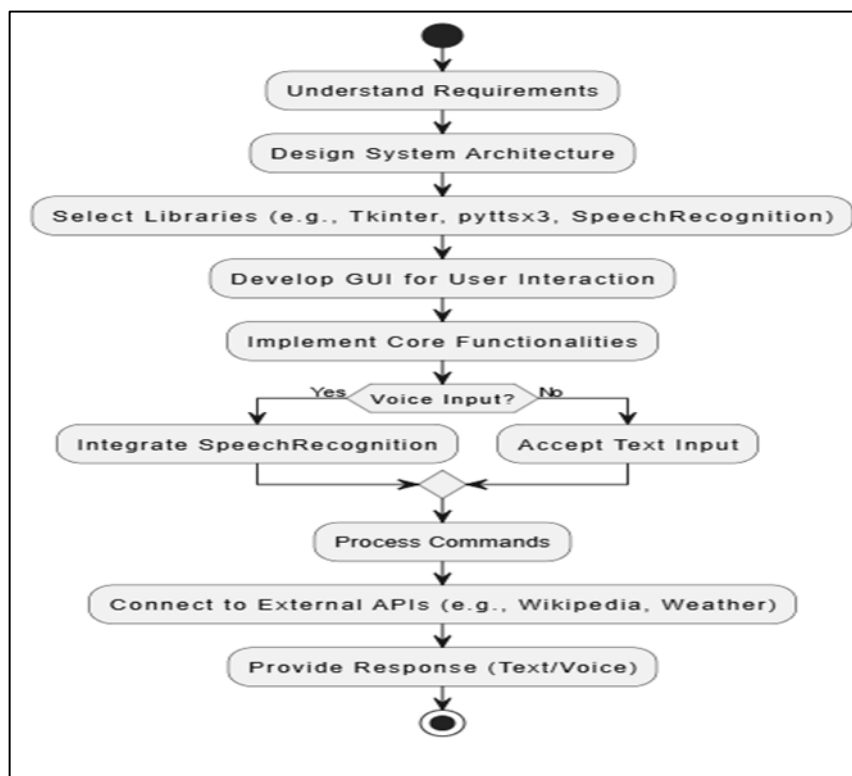 Understand Requirements
Design System Architecture
Select Libraries (e.g., Tkinter, pyttsx3, SpeechRecognition)
Develop GUI for User Interaction
Implement Core Functionalities
Yes
Voice Input?
No
Integrate SpeechRecognition
Accept Text Input
Process Commands
Connect to External APIs (e.g., Wikipedia, Weather)
Provide Response (Text/Voice)